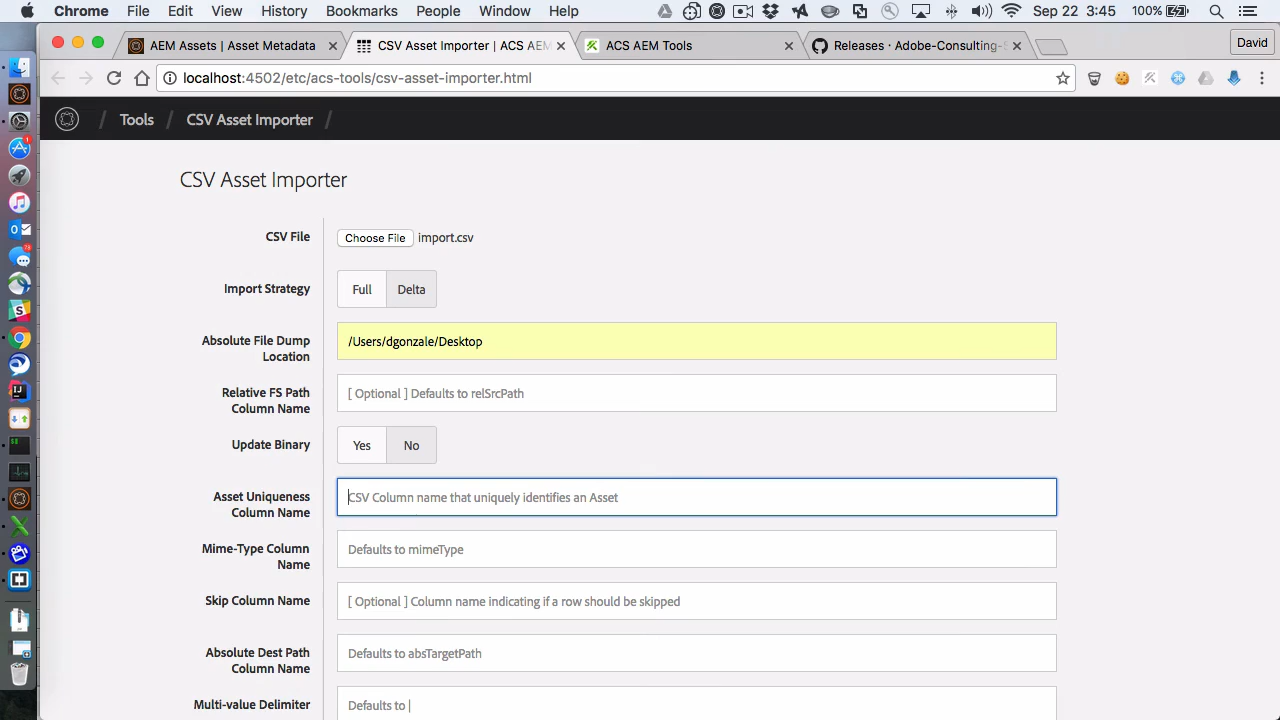 Chrome File Edit View History Bookmarks People Window Help Sep 22 3:45 100%
AEM Assets | Asset Metadata CSV Asset Importer | ACS AEM ACS AEM Tools Releases · Adobe-Consulting-S David
localhost:4502/etc/acs-tools/csv-asset-importer.html
/ Tools / CSV Asset Importer /
CSV Asset Importer
CSV File Choose File import.csv
Import Strategy Full Delta
Absolute File Dump
Location
/Users/dgonzale/Desktop
Relative FS Path
Column Name
[ Optional ] Defaults to relSrcPath
Update Binary Yes No
Asset Uniqueness
Column Name
CSV Column name that uniquely identifies an Asset
Mime-Type Column
Name
Defaults to mimeType
Skip Column Name [ Optional ] Column name indicating if a row should be skipped
Absolute Dest Path
Column Name
Defaults to absTargetPath
Multi-value Delimiter Defaults to |